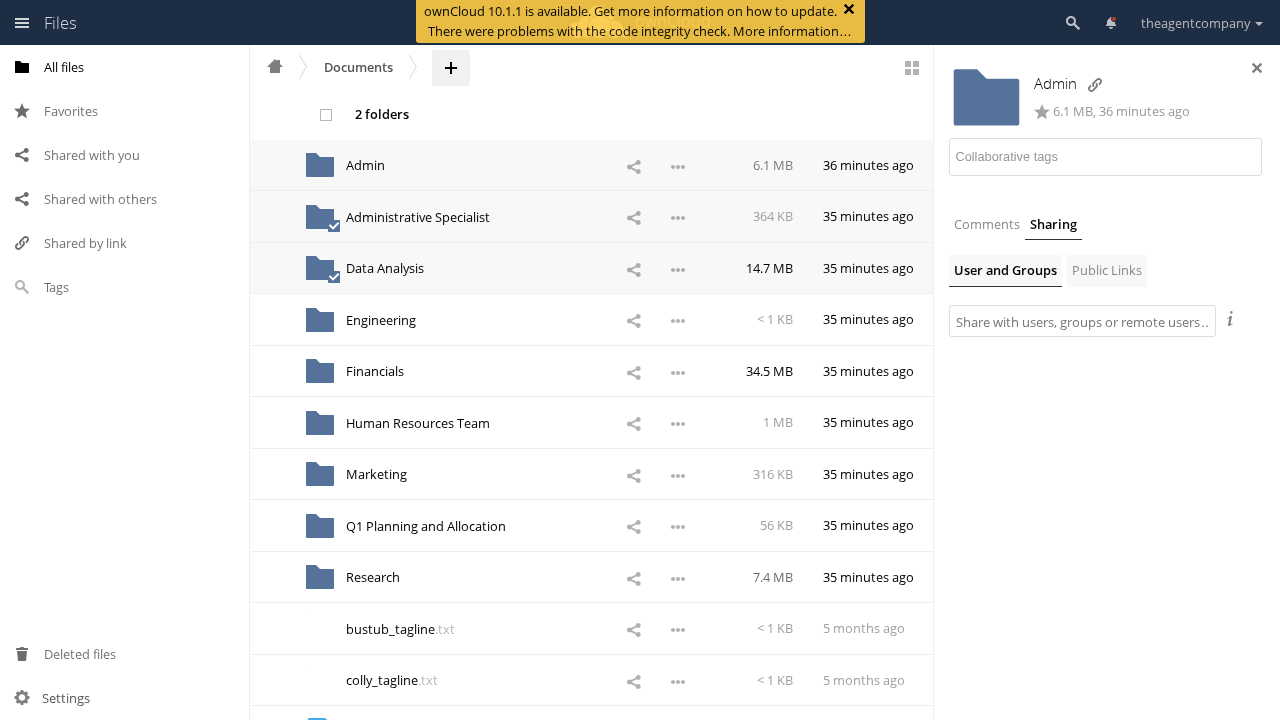 Files
ownCloud 10.1.1 is available. Get more information on how to update.
There were problems with the code integrity check. More information…
theagentcompany
All files
Favorites
Shared with you
Shared with others
Shared by link
Tags
Deleted files
Settings
Documents
2 folders
Admin 6.1 MB 36 minutes ago
Administrative Specialist 364 KB 35 minutes ago
Data Analysis 14.7 MB 35 minutes ago
Engineering < 1 KB 35 minutes ago
Financials 34.5 MB 35 minutes ago
Human Resources Team 1 MB 35 minutes ago
Marketing 316 KB 35 minutes ago
Q1 Planning and Allocation 56 KB 35 minutes ago
Research 7.4 MB 35 minutes ago
bustub_tagline.txt < 1 KB 5 months ago
colly_tagline.txt < 1 KB 5 months ago
Admin
6.1 MB, 36 minutes ago
Collaborative tags
Comments Sharing
User and Groups Public Links
Share with users, groups or remote users…